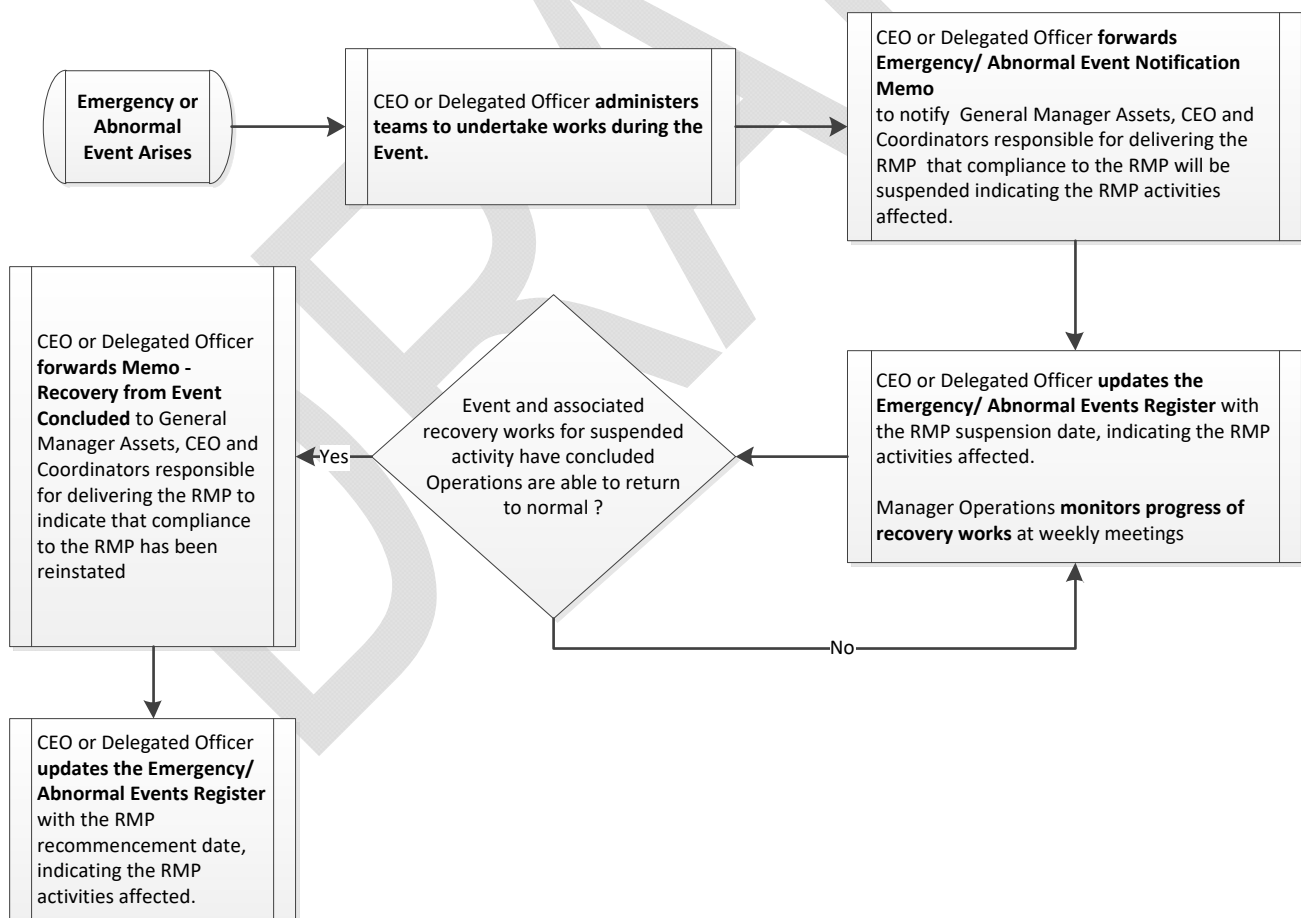 Emergency or
Abnormal
Event Arises
CEO or Delegated Officer administers
teams to undertake works during the
Event.
CEO or Delegated Officer forwards
Emergency/ Abnormal Event Notification
Memo
to notify  General Manager Assets, CEO and
Coordinators responsible for delivering the
RMP  that compliance to the RMP will be
suspended indicating the RMP activities
affected.
CEO or Delegated Officer updates the
Emergency/ Abnormal Events Register with
the RMP suspension date, indicating the RMP
activities affected.
Manager Operations monitors progress of
recovery works at weekly meetings
Event and associated
recovery works for suspended
activity have concluded
Operations are able to return
to normal ?
No
Yes
CEO or Delegated Officer
forwards Memo -
Recovery from Event
Concluded to General
Manager Assets, CEO and
Coordinators responsible
for delivering the RMP to
indicate that compliance
to the RMP has been
reinstated
CEO or Delegated Officer
updates the Emergency/
Abnormal Events Register
with the RMP
recommencement date,
indicating the RMP
activities affected.